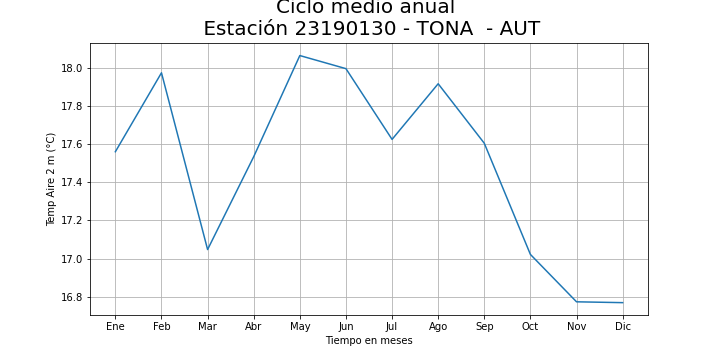 Ciclo medio anual
Estación 23190130 - TONA - AUT
18.0
17.8
17.6
17.4
17.2
17.0
16.8
Temp Aire 2 m (°C)
Ene Feb Mar Abr May Jun Jul Ago Sep Oct Nov Dic
Tiempo en meses